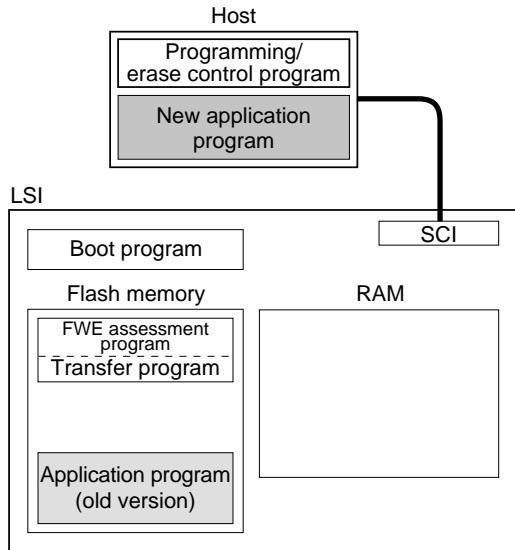 Host
Programming/
erase control program
New application
program
LSI
SCI
Boot program
Flash memory
RAM
FWE assessment
program
Transfer program
Application program
(old version)